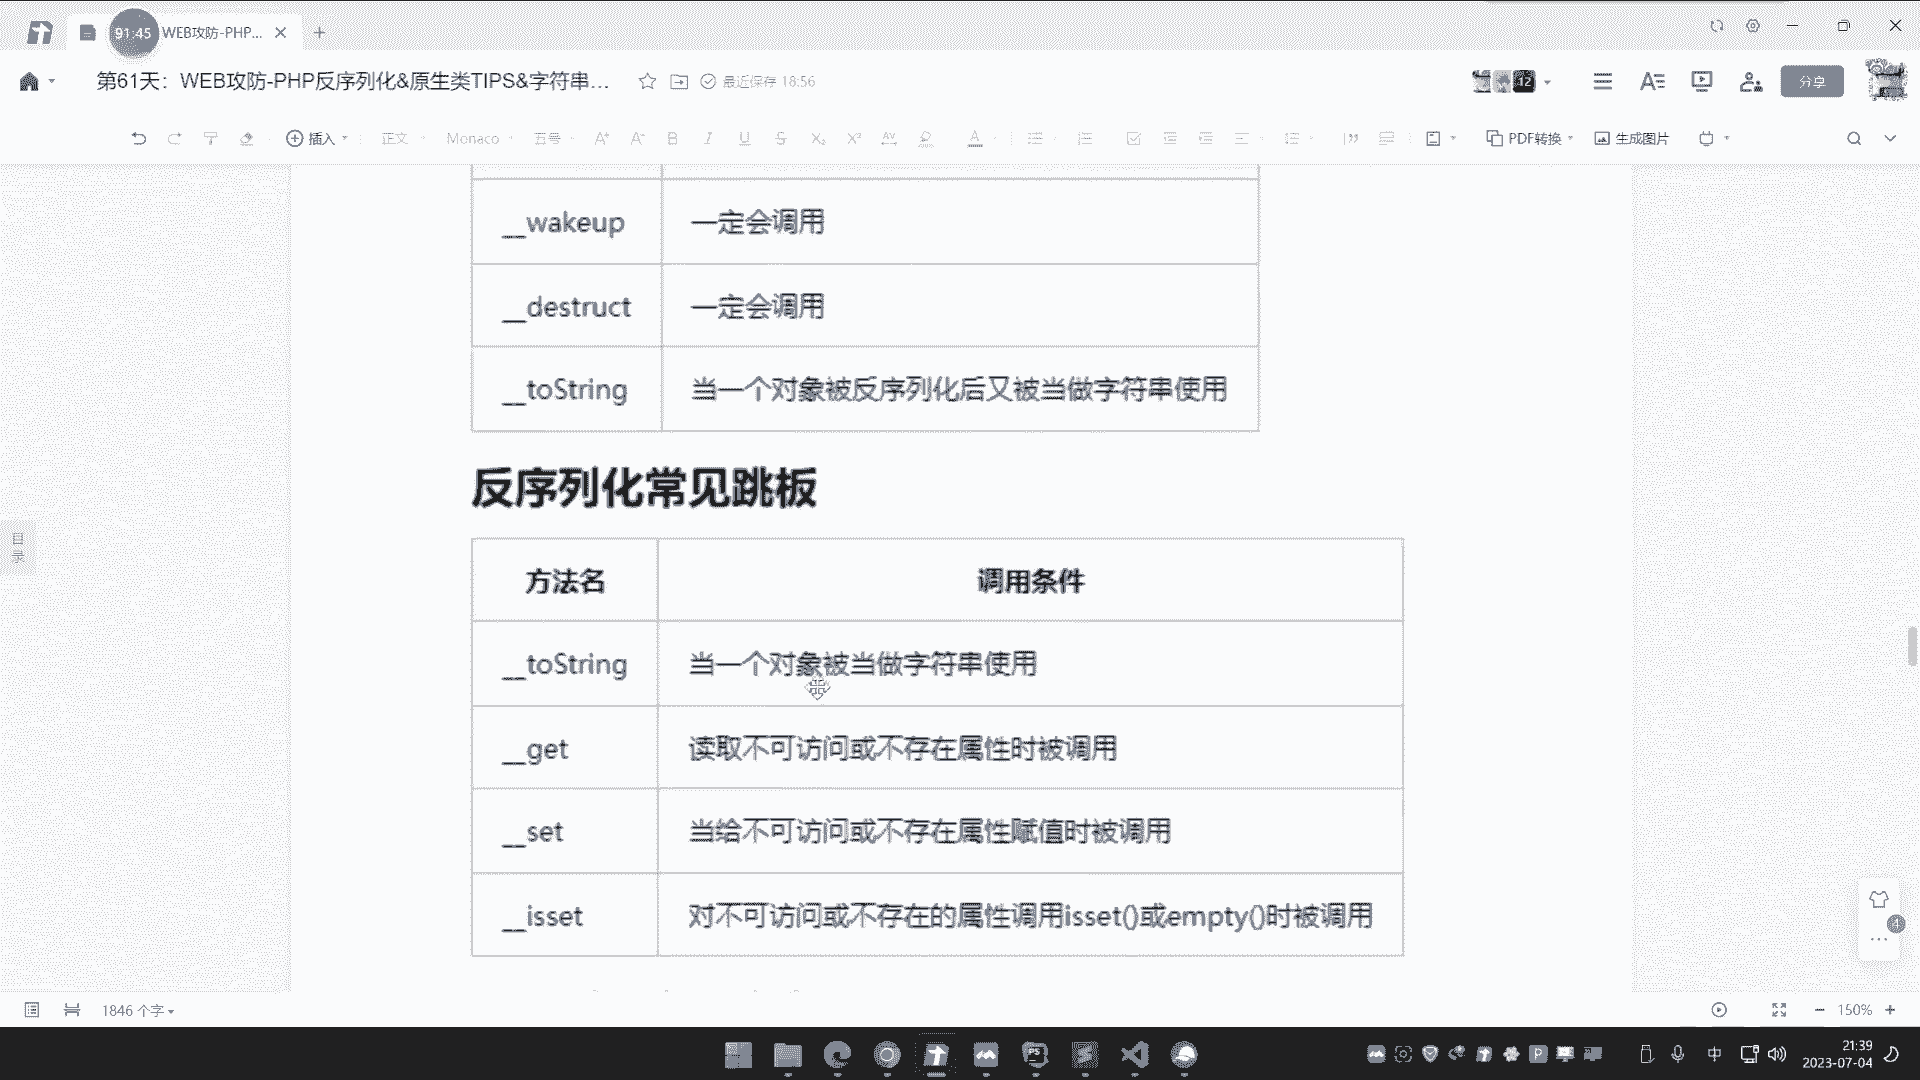 91:45
WEB攻防-PHP...
第61天：WEB攻防-PHP反序列化&原生类TIPS&字符串...
最近保存 18:56
12
分享
插入
正文
Monaco
五号
PDF转换
生成图片
__wakeup 一定会调用
__destruct 一定会调用
__toString 当一个对象被反序列化后又被当做字符串使用
反序列化常见跳板
方法名 调用条件
__toString 当一个对象被当做字符串使用
__get 读取不可访问或不存在属性时被调用
__set 当给不可访问或不存在属性赋值时被调用
__isset 对不可访问或不存在的属性调用isset()或empty()时被调用
目录
4
1846 个字
150%
中
21:39
2023-07-04